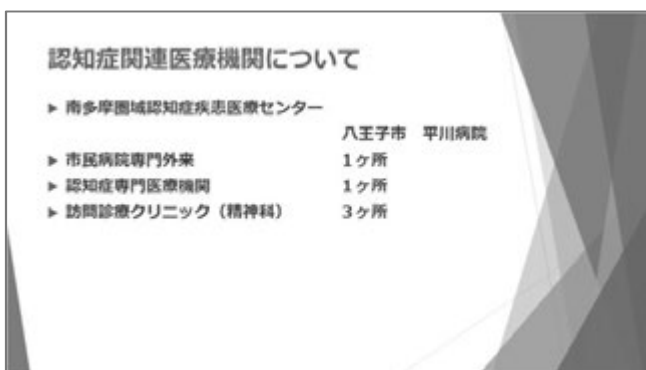 認知症関連医療機関について
▶ 南多摩圏域認知症疾患医療センター
八王子市 平川病院
▶ 市民病院専門外来 1ヶ所
▶ 認知症専門医療機関 1ヶ所
▶ 訪問診療クリニック（精神科） 3ヶ所